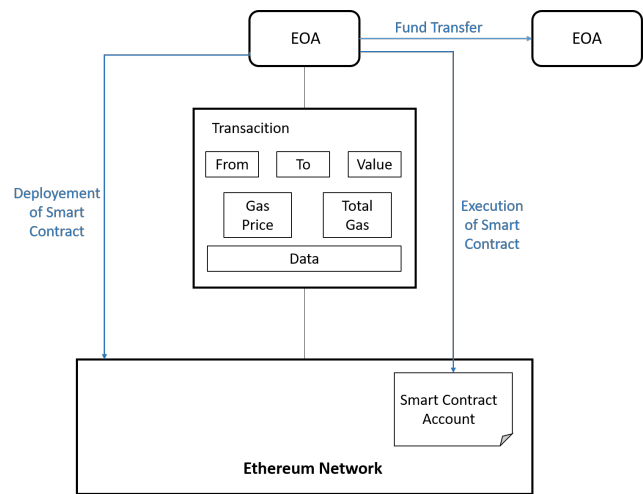 EOA
Fund Transfer
EOA
Transacition
From
To
Value
Gas
Price
Total
Gas
Data
Deployement
of Smart
Contract
Execution
of Smart
Contract
Smart Contract
Account
Ethereum Network